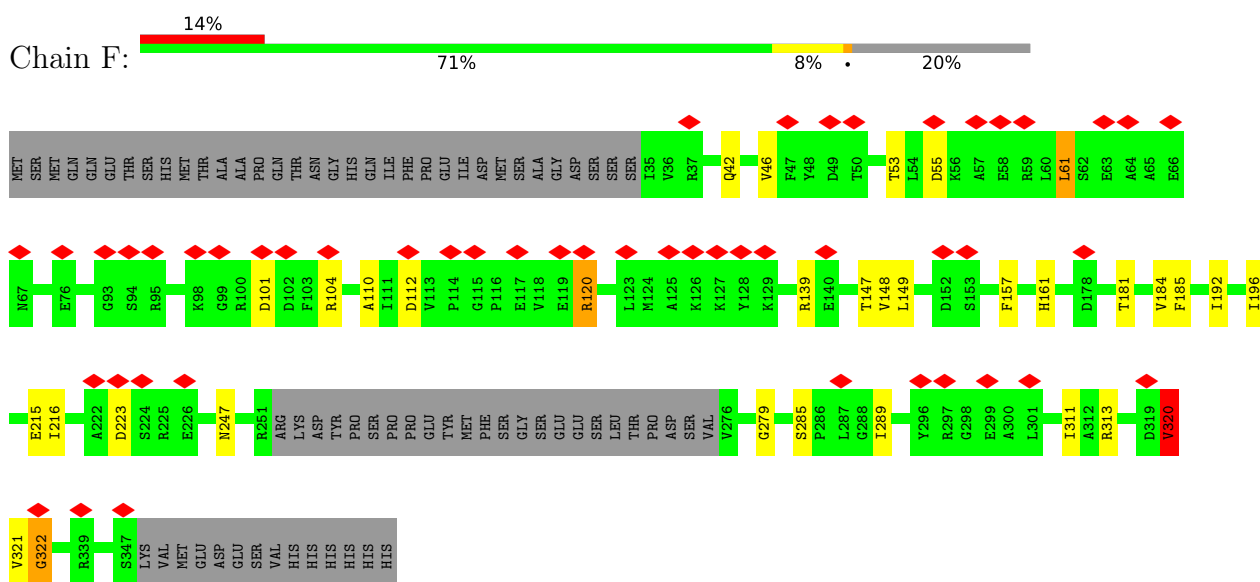 14%
Chain F:
71% 8% • 20%
MET SER MET GLN GLN GLU THR SER HIS MET THR ALA ALA PRO GLN THR ASN GLY HIS GLN ILE PHE PRO GLU ILE ASP MET SER ALA GLY ASP SER SER SER I35 V36 R37 Q42 V46 F47 Y48 D49 T50 T53 L54 D55 K56 A57 E58 R59 L60 L61 S62 E63 A64 A65 E66
N67 E76 G93 S94 R95 K98 G99 R100 D101 D102 F103 R104 A110 I111 D112 V113 P114 G115 P116 E117 V118 E119 R120 L123 M124 A125 K126 K127 Y128 K129 R139 E140 T147 V148 L149 D152 S153 F157 H161 D178 T181 V184 F185 I192 I196
E215 I216 A222 D223 S224 R225 E226 N247 R251 ARG LYS ASP TYR PRO SER PRO PRO GLU TYR MET PHE SER GLY SER GLU GLU SER LEU THR PRO ASP SER VAL V276 G279 S285 P286 L287 G288 I289 Y296 R297 G298 E299 A300 L301 I311 A312 R313 D319 V320
V321 G322 R339 S347 LYS VAL MET GLU ASP GLU SER VAL HIS HIS HIS HIS HIS HIS